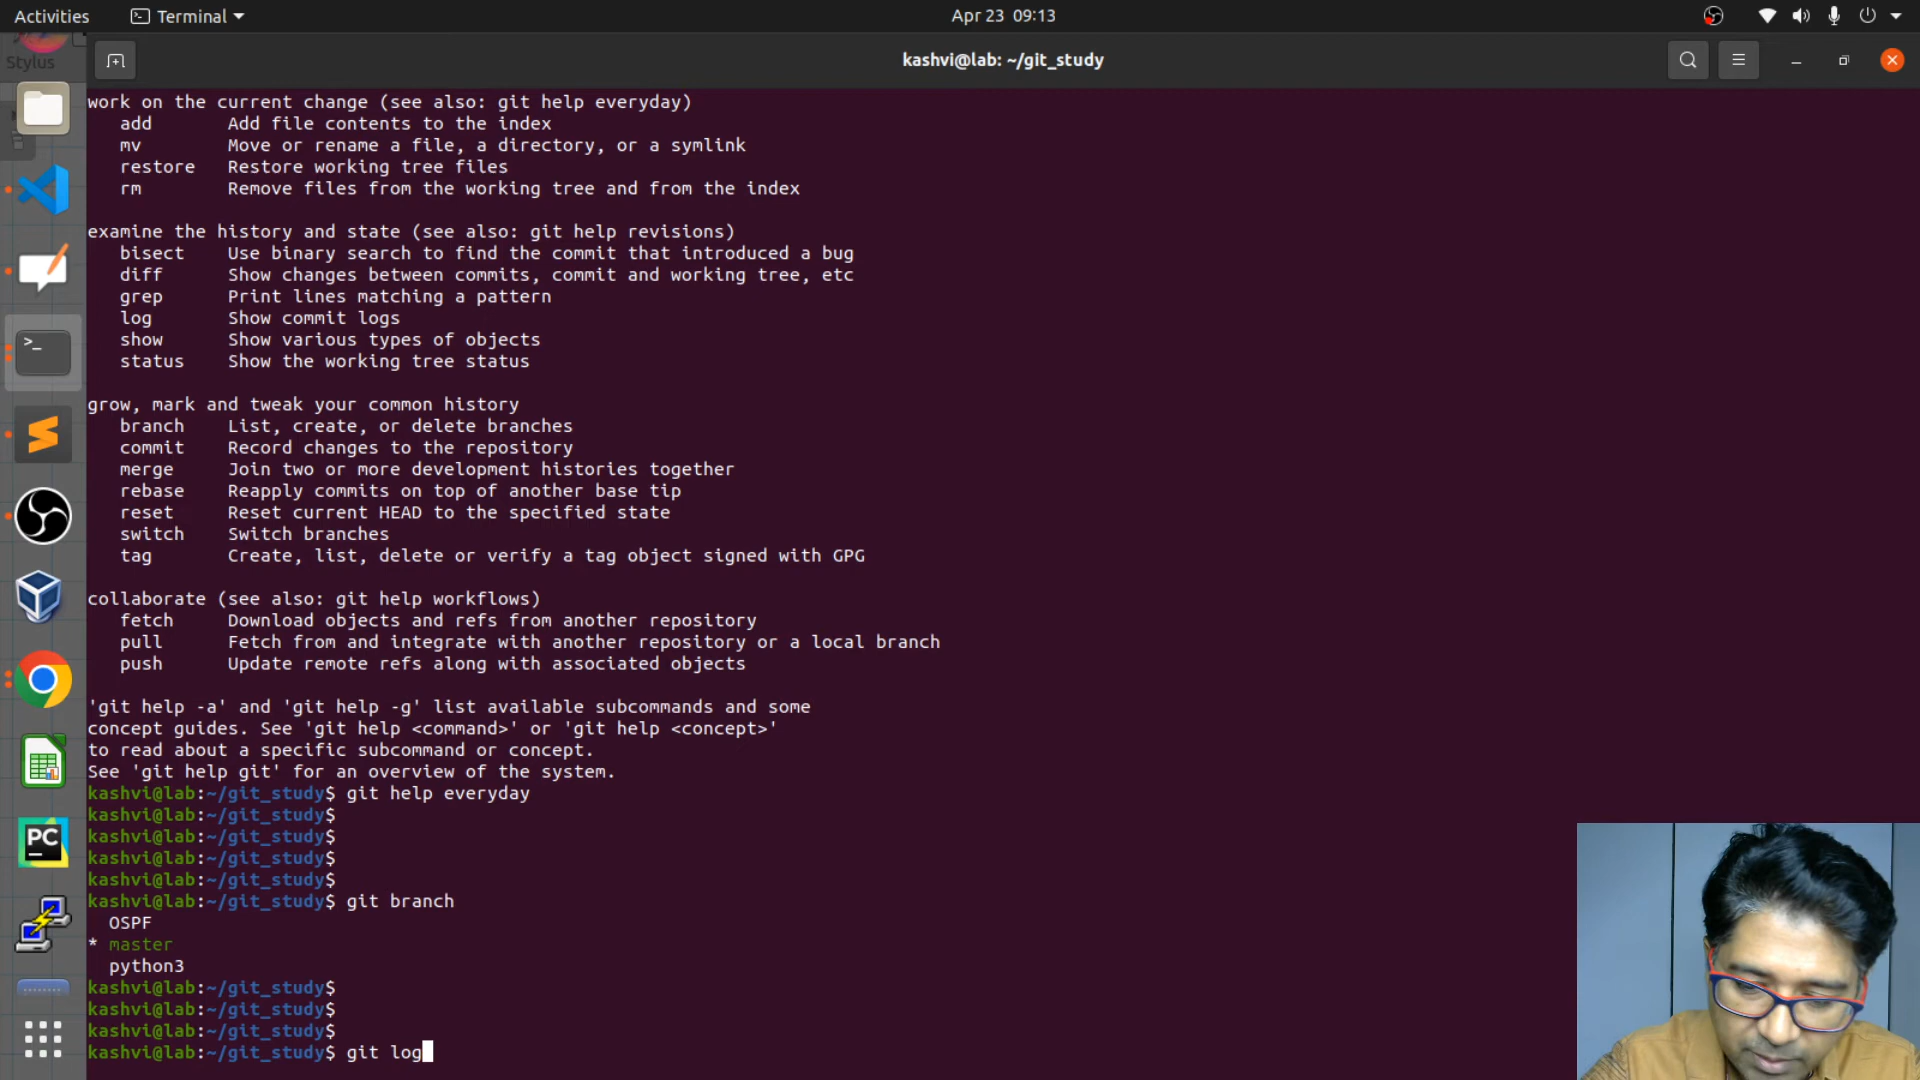 Activities Terminal Apr 23 09:13
Stylus
kashvi@lab: ~/git_study
work on the current change (see also: git help everyday)
add Add file contents to the index
mv Move or rename a file, a directory, or a symlink
restore Restore working tree files
rm Remove files from the working tree and from the index
examine the history and state (see also: git help revisions)
bisect Use binary search to find the commit that introduced a bug
diff Show changes between commits, commit and working tree, etc
grep Print lines matching a pattern
log Show commit logs
show Show various types of objects
status Show the working tree status
grow, mark and tweak your common history
branch List, create, or delete branches
commit Record changes to the repository
merge Join two or more development histories together
rebase Reapply commits on top of another base tip
reset Reset current HEAD to the specified state
switch Switch branches
tag Create, list, delete or verify a tag object signed with GPG
collaborate (see also: git help workflows)
fetch Download objects and refs from another repository
pull Fetch from and integrate with another repository or a local branch
push Update remote refs along with associated objects
'git help -a' and 'git help -g' list available subcommands and some
concept guides. See 'git help <command>' or 'git help <concept>'
to read about a specific subcommand or concept.
See 'git help git' for an overview of the system.
kashvi@lab:~/git_study$ git help everyday
kashvi@lab:~/git_study$
kashvi@lab:~/git_study$
kashvi@lab:~/git_study$
kashvi@lab:~/git_study$
kashvi@lab:~/git_study$ git branch
OSPF
* master
python3
kashvi@lab:~/git_study$
kashvi@lab:~/git_study$
kashvi@lab:~/git_study$
kashvi@lab:~/git_study$ git log
PC